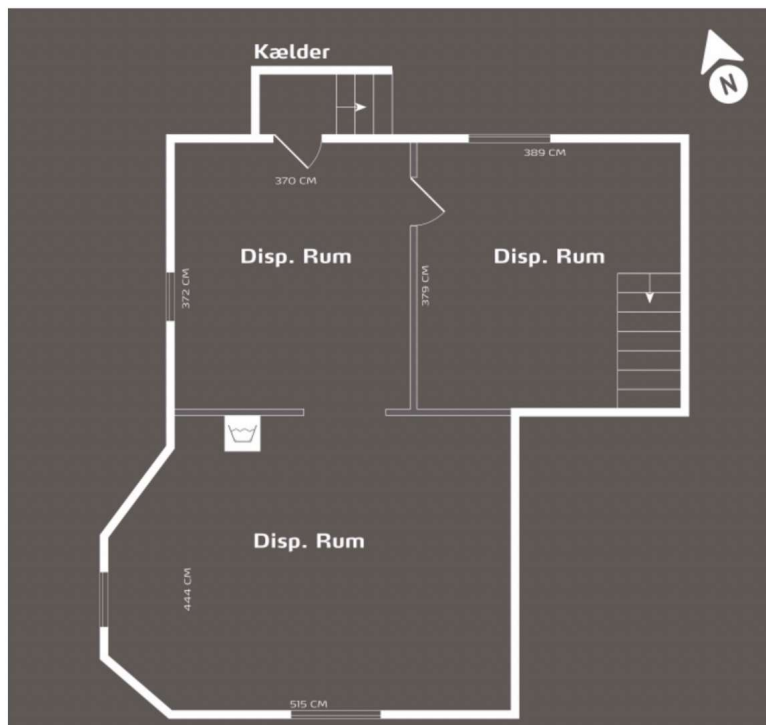 Kælder
N
389 CM
370 CM
Disp. Rum
Disp. Rum
372 CM
379 CM
Disp. Rum
444 CM
515 CM